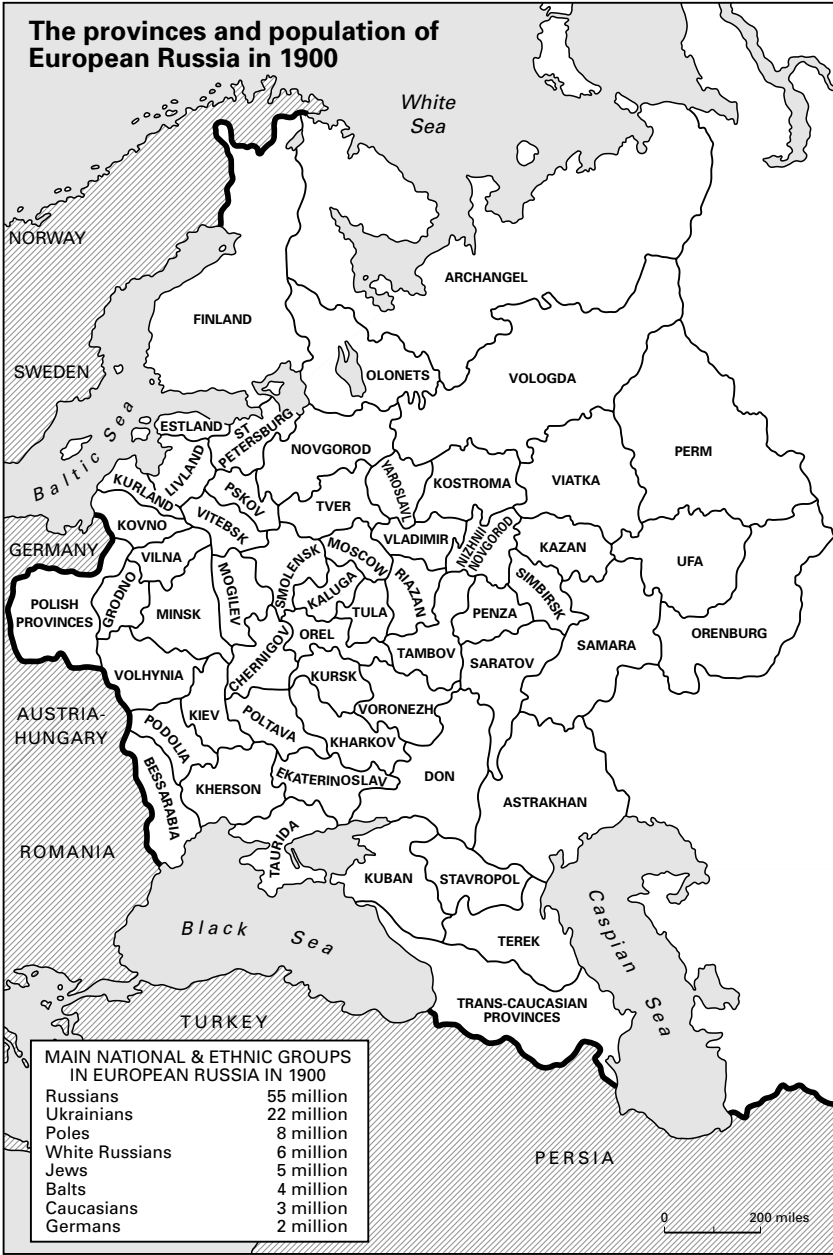 The provinces and population of
European Russia in 1900
White
Sea
NORWAY
ARCHANGEL
FINLAND
SWEDEN
OLONETS
VOLOGDA
Baltic Sea
ESTLAND
ST
PETERSBURG
NOVGOROD
PERM
LIVLAND
YAROSLAVL
KOSTROMA
VIATKA
KURLAND
PSKOV
TVER
KOVNO
VITEBSK
VLADIMIR
NIZHNII
NOVGOROD
GERMANY
VILNA
SMOLENSK
MOSCOW
KAZAN
UFA
GRODNO
MOGILEV
KALUGA
RIAZAN
SIMBIRSK
POLISH
PROVINCES
MINSK
TULA
PENZA
OREL
SAMARA
ORENBURG
CHERNIGOV
TAMBOV
SARATOV
VOLHYNIA
KURSK
AUSTRIA-
HUNGARY
PODOLIA
KIEV
POLTAVA
VORONEZH
KHARKOV
BESSARABIA
KHERSON
EKATERINOSLAV
DON
ASTRAKHAN
ROMANIA
TAURIDA
KUBAN
STAVROPOL
Black Sea
TEREK
Caspian Sea
TRANS-CAUCASIAN
PROVINCES
TURKEY
MAIN NATIONAL & ETHNIC GROUPS
IN EUROPEAN RUSSIA IN 1900
Russians 55 million
Ukrainians 22 million
Poles 8 million
White Russians 6 million
Jews 5 million
Balts 4 million
Caucasians 3 million
Germans 2 million
PERSIA
0 200 miles